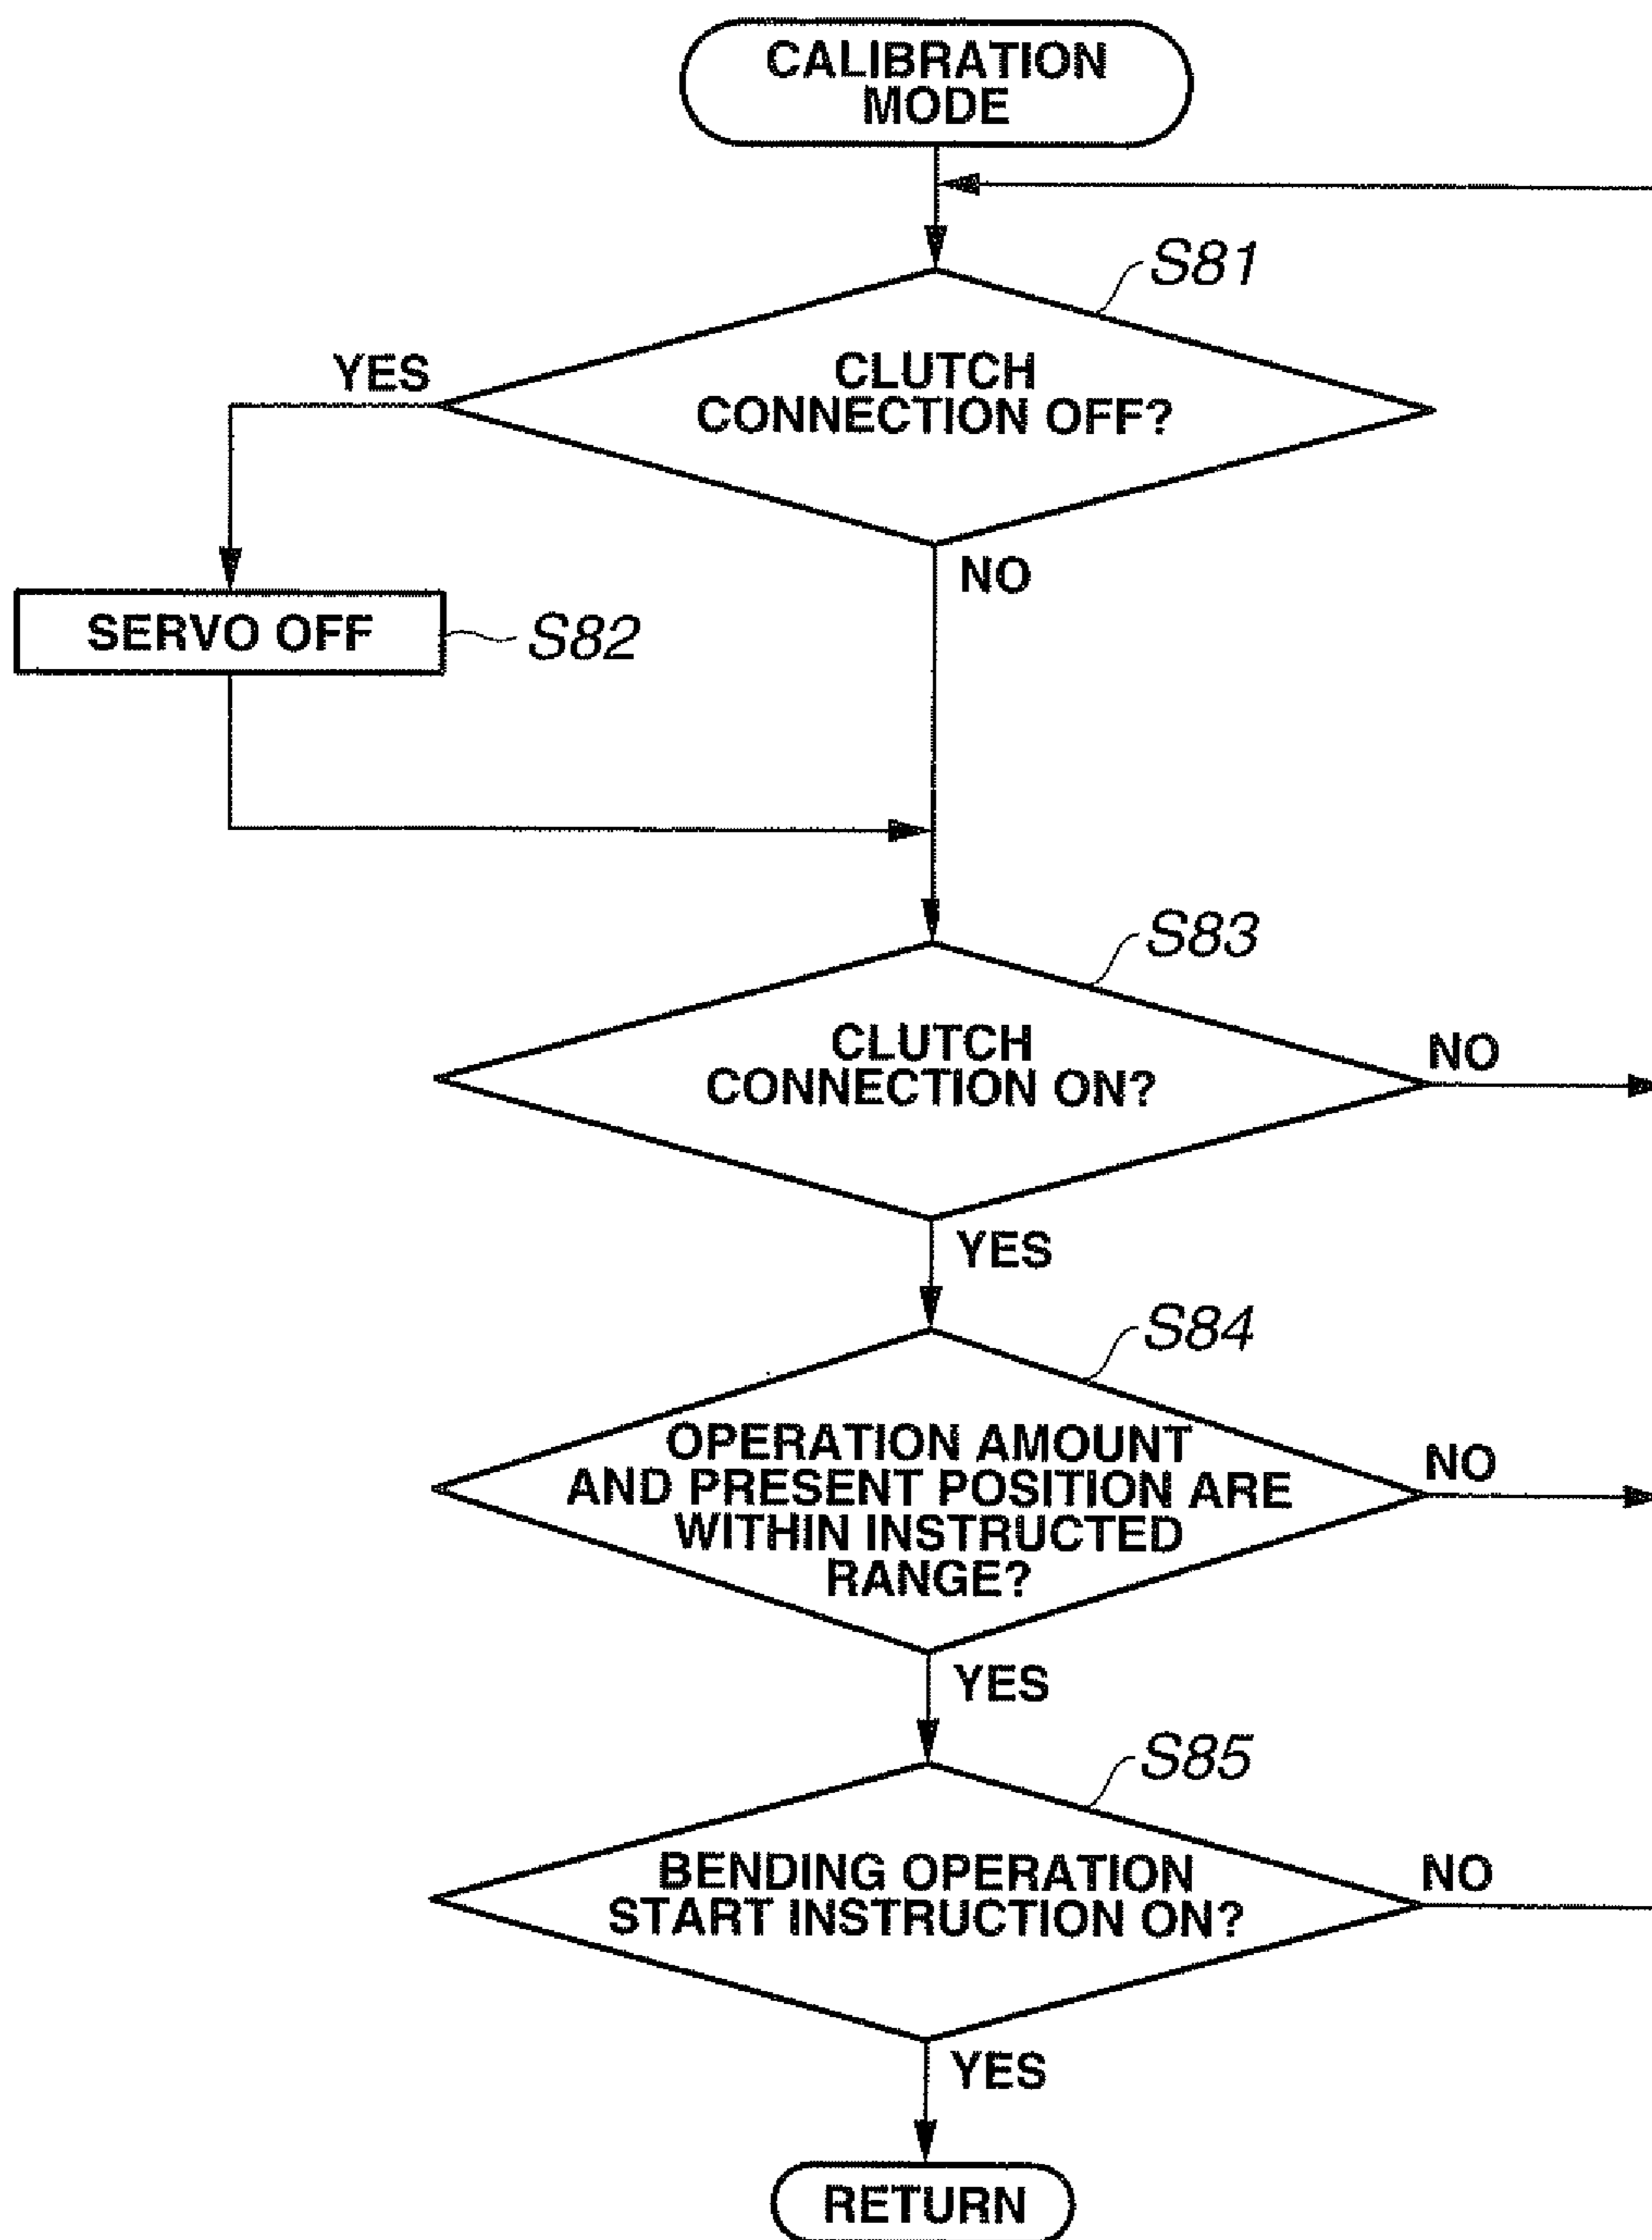 CALIBRATION
MODE
S81
CLUTCH
CONNECTION OFF?
YES
NO
SERVO OFF
S82
S83
CLUTCH
CONNECTION ON?
NO
YES
S84
OPERATION AMOUNT
AND PRESENT POSITION ARE
WITHIN INSTRUCTED
RANGE?
NO
YES
S85
BENDING OPERATION
START INSTRUCTION ON?
NO
YES
RETURN